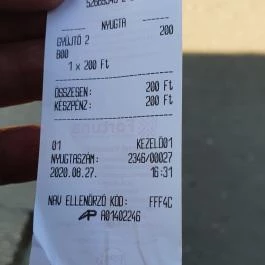 NYUGTA
GYŰJTŐ 2 200
B00
1 x 200 Ft
ÖSSZESEN: 200 Ft
KÉSZPÉNZ: 200 Ft
01 KEZELŐ01
NYUGTASZÁM: 2346/00027
2020.08.27. 16:31
NAV ELLENŐRZŐ KÓD: FFF4C
AP A01402246